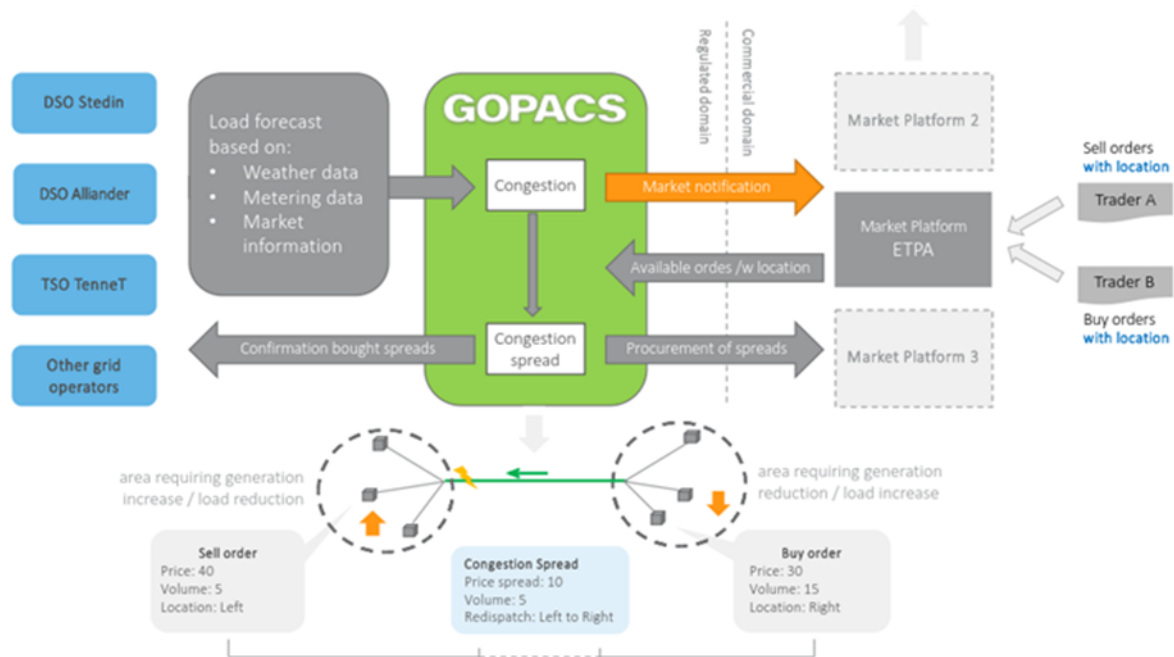 DSO Stedin
DSO Alliander
TSO TenneT
Other grid
operators
Load forecast
based on:
• Weather data
• Metering data
• Market
information
GOPACS
Congestion
Congestion
spread
Regulated domain
Commercial domain
Market notification
Available ordes /w location
Confirmation bought spreads
Procurement of spreads
Market Platform 2
Market Platform
ETPA
Market Platform 3
Sell orders
with location
Trader A
Trader B
Buy orders
with location
area requiring generation
increase / load reduction
area requiring generation
reduction / load increase
Sell order
Price: 40
Volume: 5
Location: Left
Congestion Spread
Price spread: 10
Volume: 5
Redispatch: Left to Right
Buy order
Price: 30
Volume: 15
Location: Right